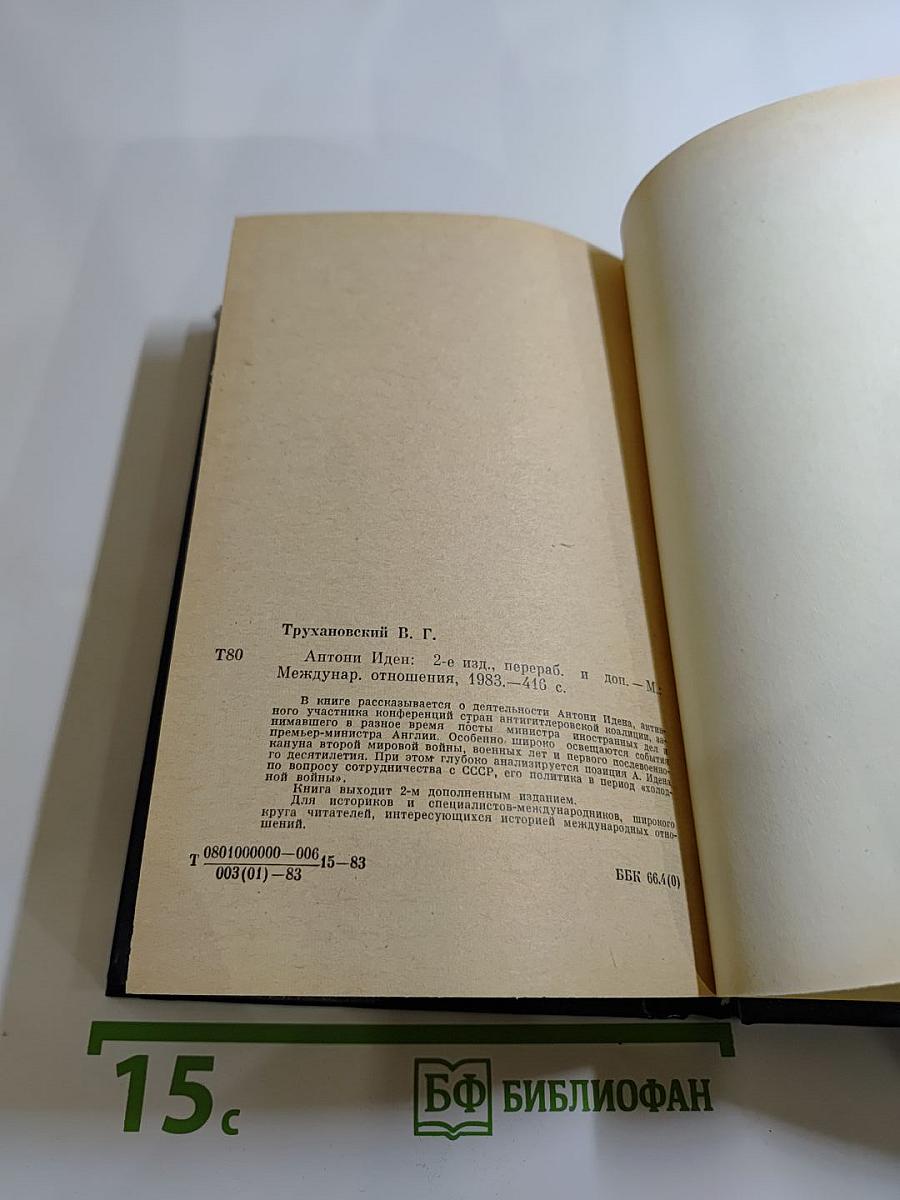 Трухановский В. Г.
Т80 Антони Иден: 2-е изд., перераб. и доп.—М.:
Междунар. отношения, 1983.—416 с.
В книге рассказывается о деятельности Антони Идена, актив-
ного участника конференций стран антигитлеровской коалиции, за-
нимавшего в разное время посты министра иностранных дел и
премьер-министра Англии. Особенно широко освещаются события
кануна второй мировой войны, военных лет и первого послевоенно-
го десятилетия. При этом глубоко анализируется позиция А. Идена
по вопросу сотрудничества с СССР, его политика в период «холод-
ной войны».
Книга выходит 2-м дополненным изданием.
Для историков и специалистов-международников, широкого
круга читателей, интересующихся историей международных отно-
шений.
Т 0801000000—006 15—83
003(01)—83
ББК 66.4(0)
15 с
БФ БИБЛИОФАН